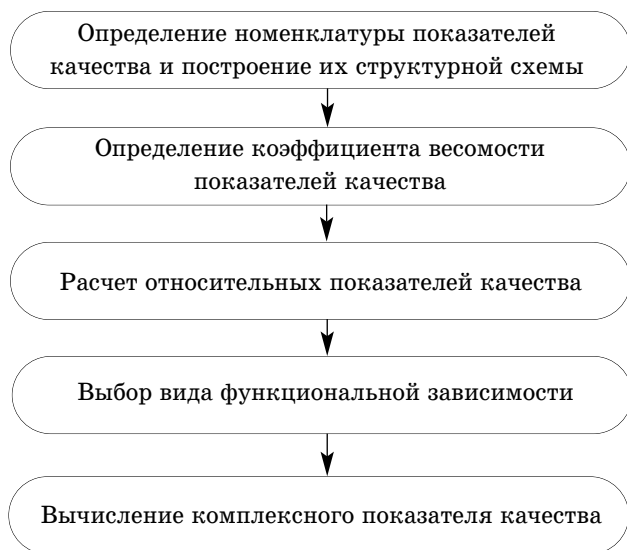 Определение номенклатуры показателей
качества и построение их структурной схемы
Определение коэффициента весомости
показателей качества
Расчет относительных показателей качества
Выбор вида функциональной зависимости
Вычисление комплексного показателя качества